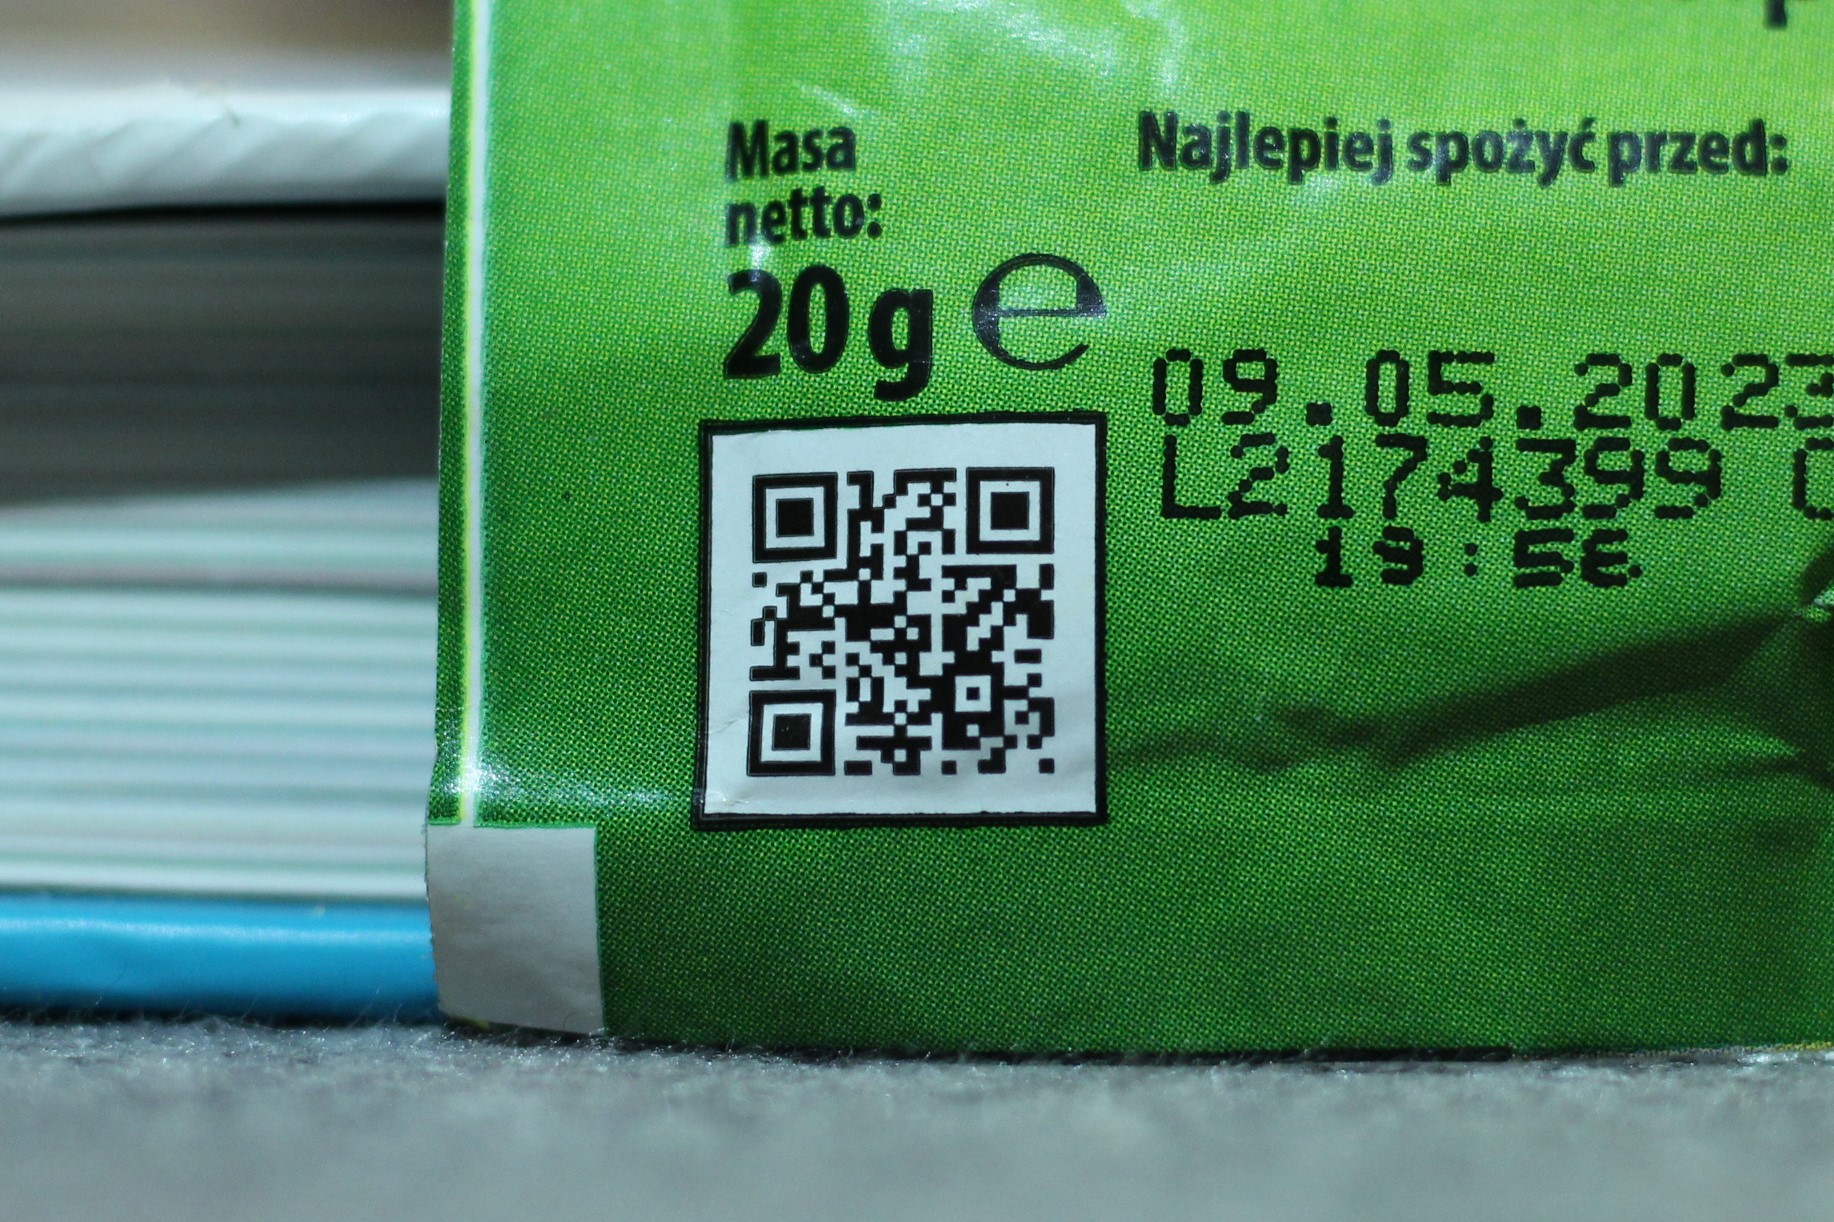 Masa
netto:
20 g ℮
Najlepiej spożyć przed:
09.05.2023
L2174399
19:56